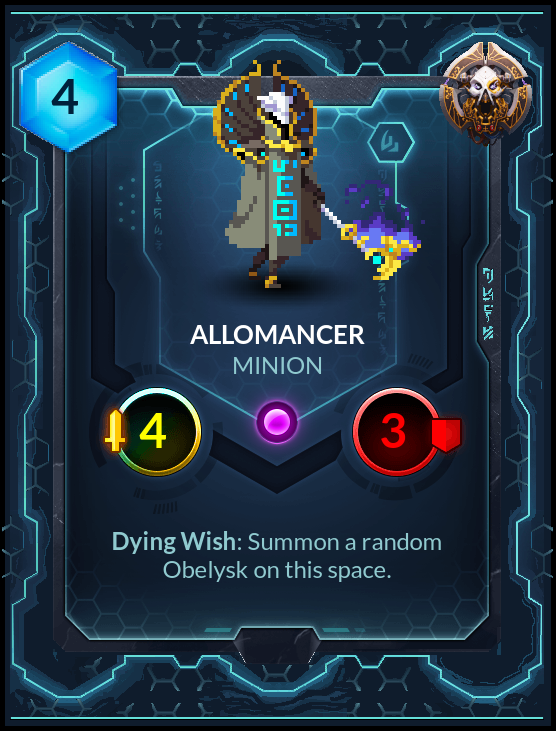 4
ALLOMANCER
MINION
4
3
Dying Wish: Summon a random
Obelysk on this space.